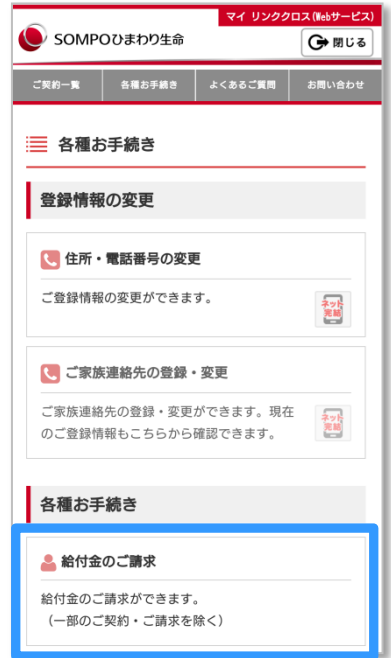 マイ リンククロス(Webサービス)
SOMPOひまわり生命
閉じる
ご契約一覧
各種お手続き
よくあるご質問
お問い合わせ
各種お手続き
登録情報の変更
住所・電話番号の変更
ご登録情報の変更ができます。
ネット
完結
ご家族連絡先の登録・変更
ご家族連絡先の登録・変更ができます。現在
のご登録情報もこちらから確認できます。
ネット
完結
各種お手続き
給付金のご請求
給付金のご請求ができます。
（一部のご契約・ご請求を除く）